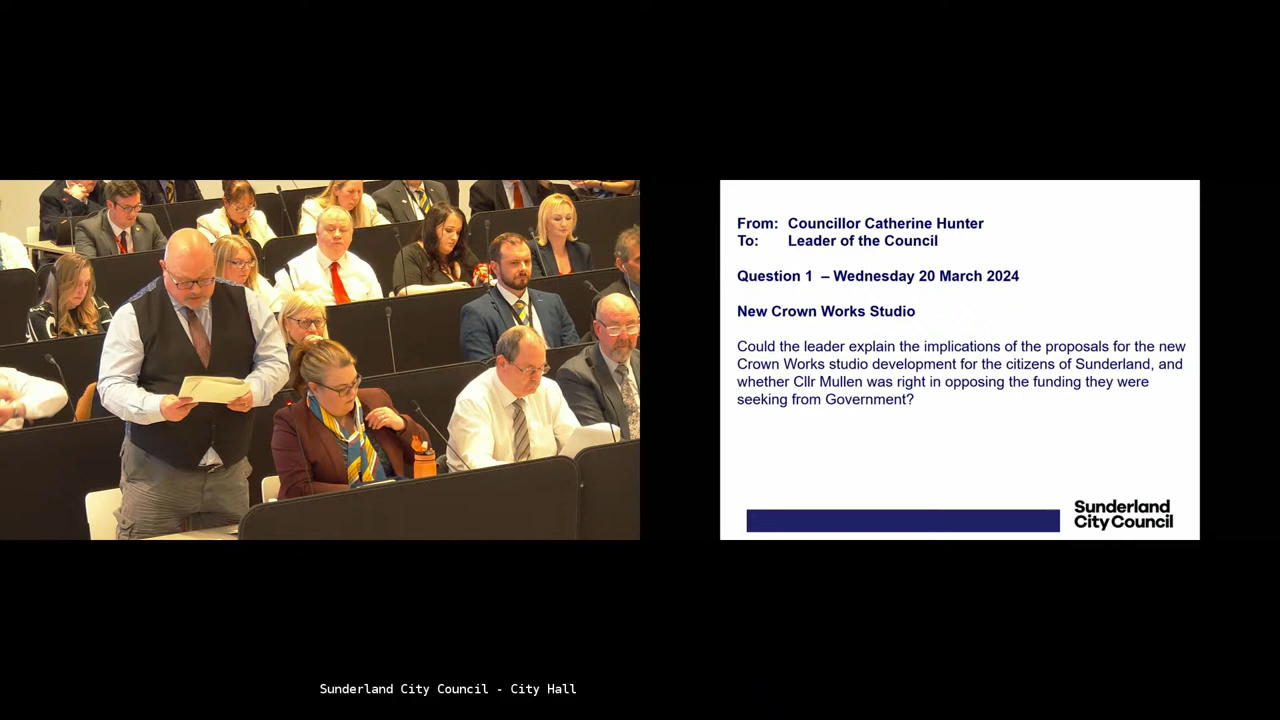 From: Councillor Catherine Hunter
To: Leader of the Council
Question 1 – Wednesday 20 March 2024
New Crown Works Studio
Could the leader explain the implications of the proposals for the new
Crown Works studio development for the citizens of Sunderland, and
whether Cllr Mullen was right in opposing the funding they were
seeking from Government?
Sunderland
City Council
Sunderland City Council - City Hall